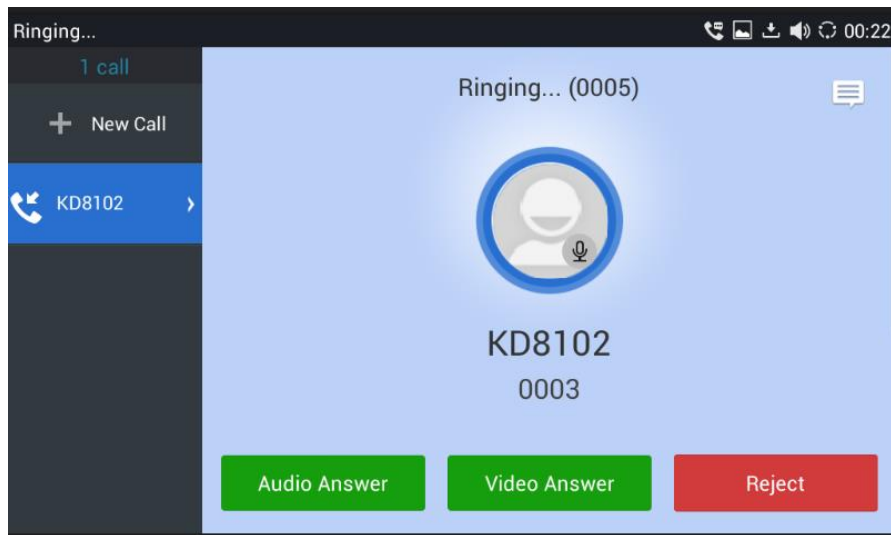 Ringing...
00:22
1 call
New Call
KD8102
Ringing... (0005)
KD8102
0003
Audio Answer
Video Answer
Reject